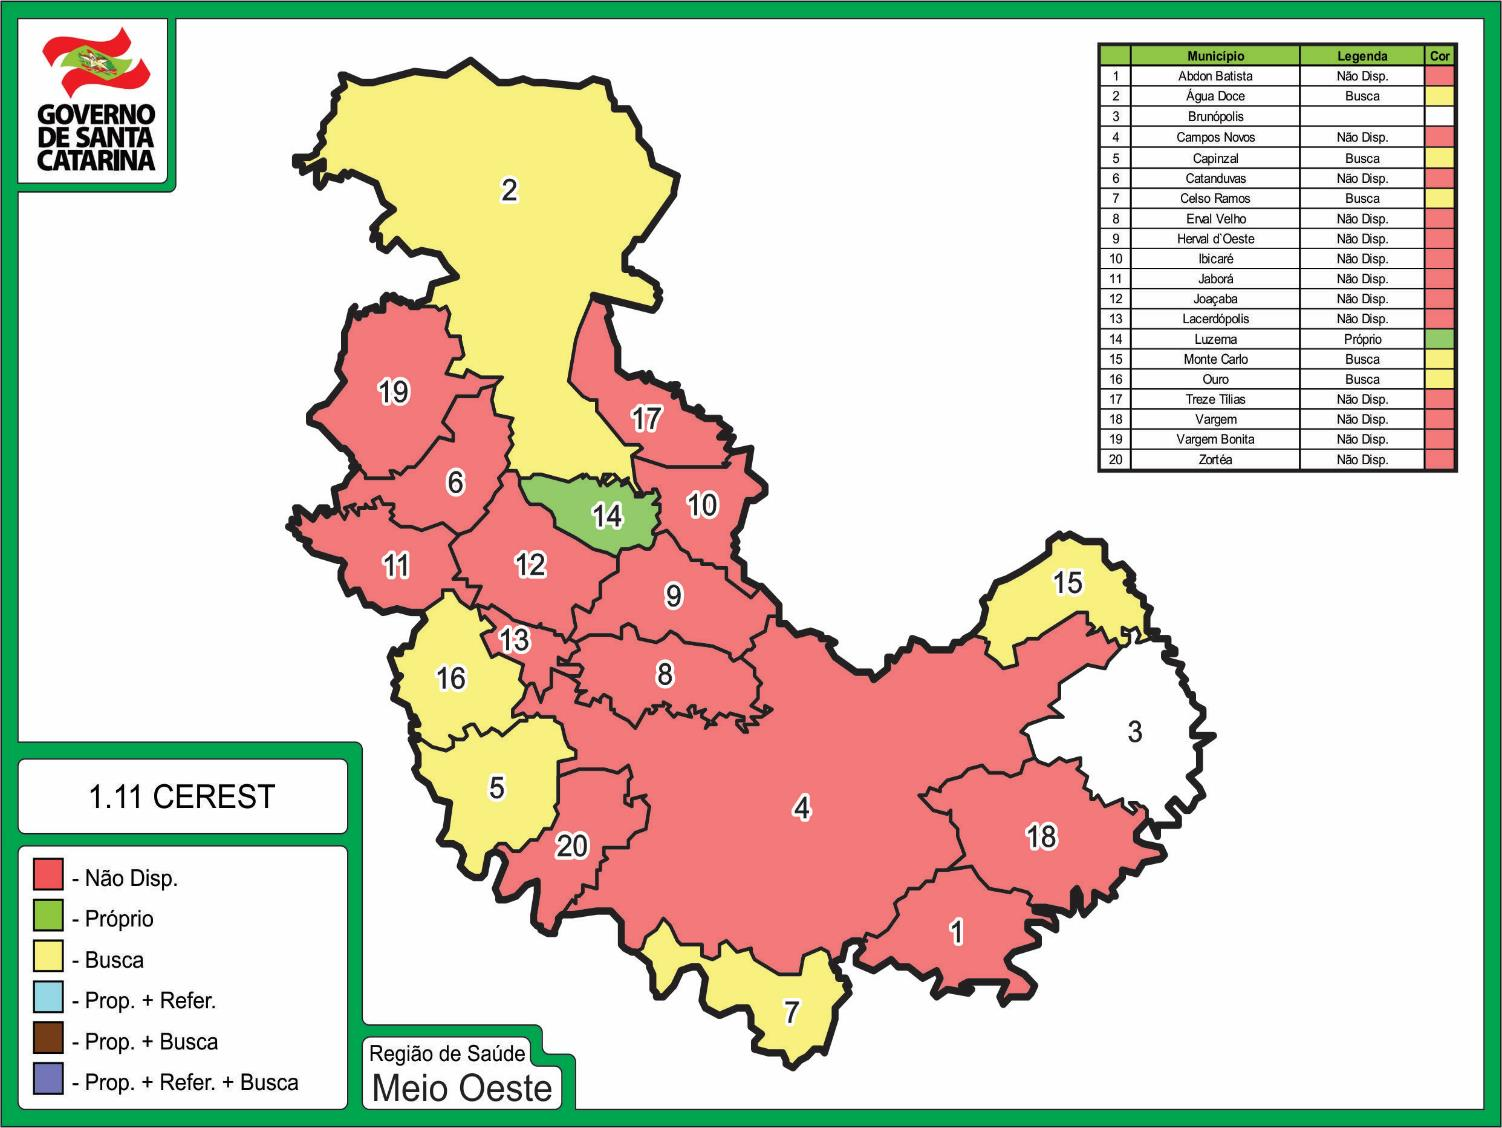 GOVERNO
DE SANTA
CATARINA
Município Legenda Cor
1 Abdon Batista Não Disp.
2 Água Doce Busca
3 Brunópolis
4 Campos Novos Não Disp.
5 Capinzal Busca
6 Catanduvas Não Disp.
7 Celso Ramos Busca
8 Erval Velho Não Disp.
9 Herval d`Oeste Não Disp.
10 Ibicaré Não Disp.
11 Jaborá Não Disp.
12 Joaçaba Não Disp.
13 Lacerdópolis Não Disp.
14 Luzerna Próprio
15 Monte Carlo Busca
16 Ouro Busca
17 Treze Tílias Não Disp.
18 Vargem Não Disp.
19 Vargem Bonita Não Disp.
20 Zortéa Não Disp.
2
19
17
6
10
14
11
12
15
9
13
8
16
3
5
4
18
20
1
7
1.11 CEREST
- Não Disp.
- Próprio
- Busca
- Prop. + Refer.
- Prop. + Busca
- Prop. + Refer. + Busca
Região de Saúde
Meio Oeste